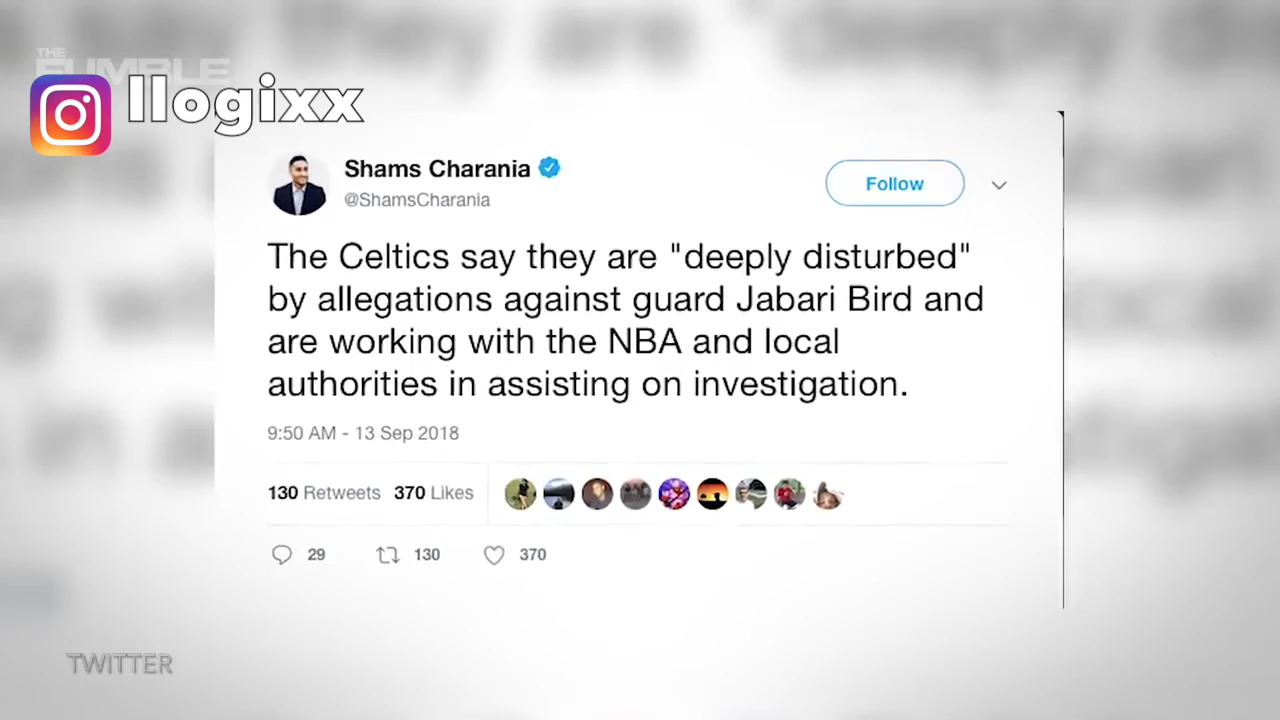 THE
FUMBLE
llogixx
Shams Charania
@ShamsCharania
Follow
The Celtics say they are "deeply disturbed"
by allegations against guard Jabari Bird and
are working with the NBA and local
authorities in assisting on investigation.
9:50 AM - 13 Sep 2018
130 Retweets 370 Likes
29 130 370
TWITTER